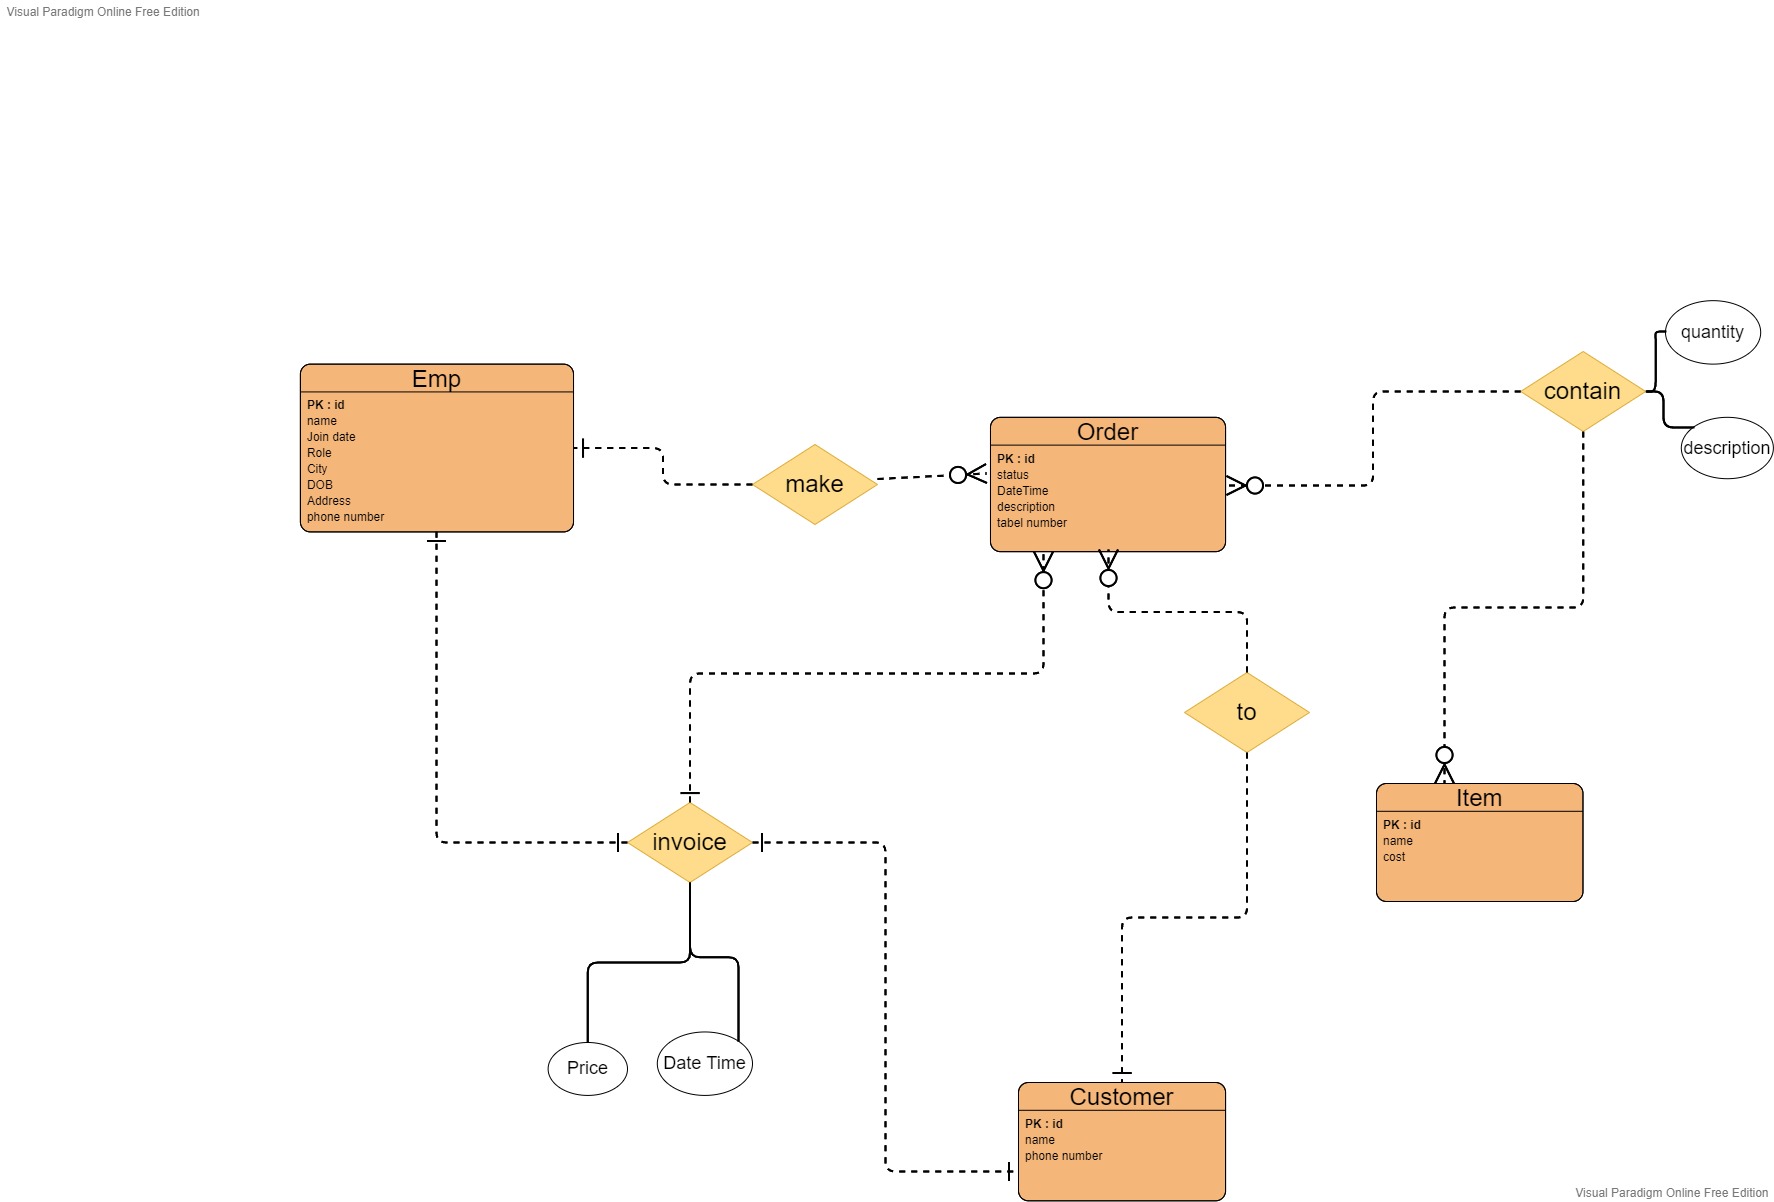 Visual Paradigm Online Free Edition
quantity
Emp
PK : id
name
Join date
Role
City
DOB
Address
phone number
contain
Order
PK : id
status
DateTime
description
tabel number
description
make
to
Item
PK : id
name
cost
invoice
Price
Date Time
Customer
PK : id
name
phone number
Visual Paradigm Online Free Edition